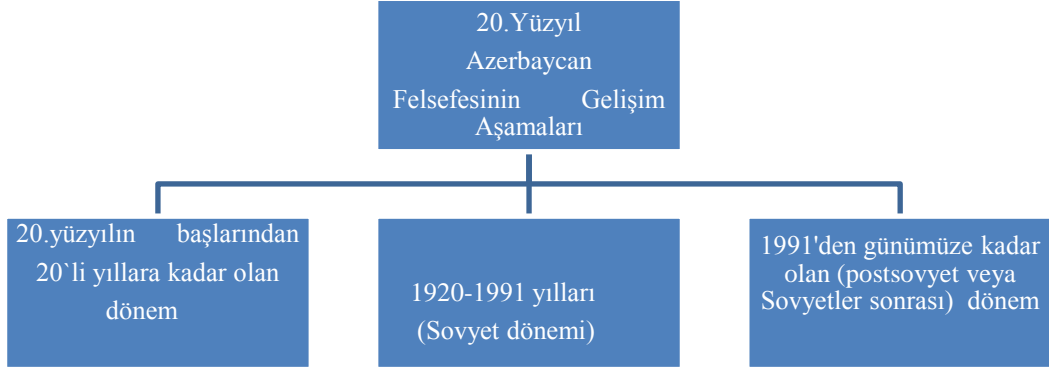 20.Yüzyıl
Azerbaycan
Felsefesinin Gelişim
Aşamaları
20.yüzyılın başlarından
20`li yıllara kadar olan
dönem
1920-1991 yılları
(Sovyet dönemi)
1991'den günümüze kadar
olan (postsovyet veya
Sovyetler sonrası) dönem